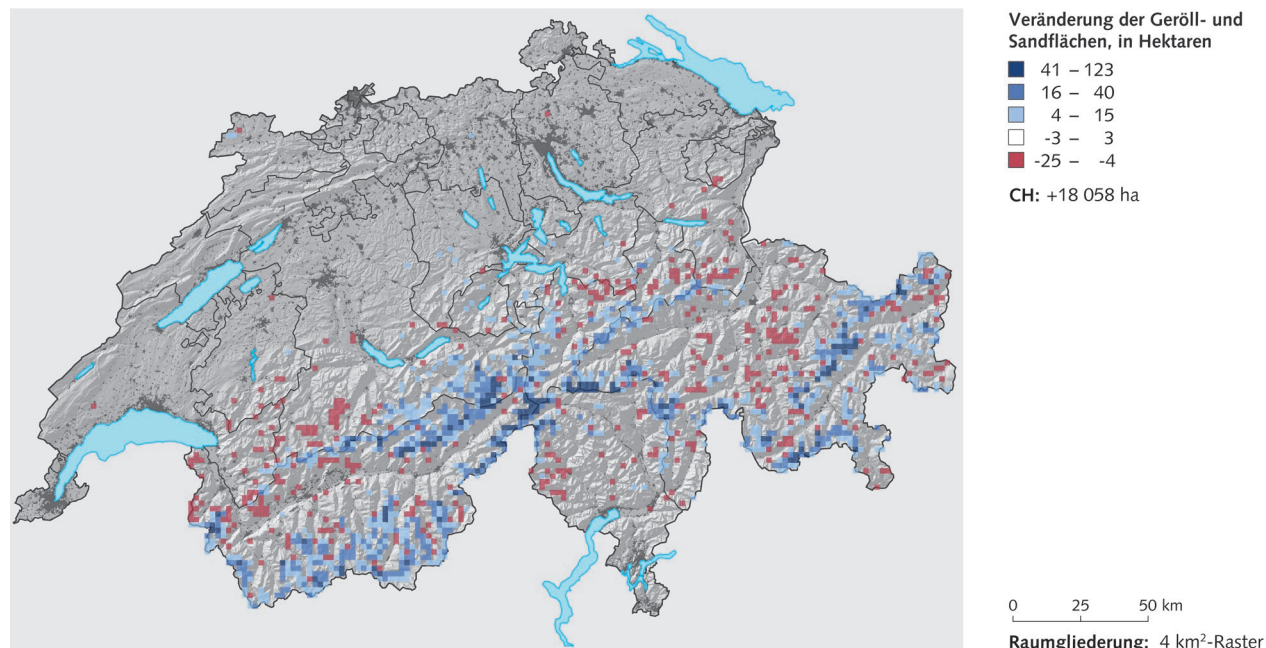 Veränderung der Geröll- und
Sandflächen, in Hektaren
41 – 123
16 – 40
4 – 15
-3 – 3
-25 – -4
CH: +18 058 ha
0 25 50 km
Raumgliederung: 4 km²-Raster